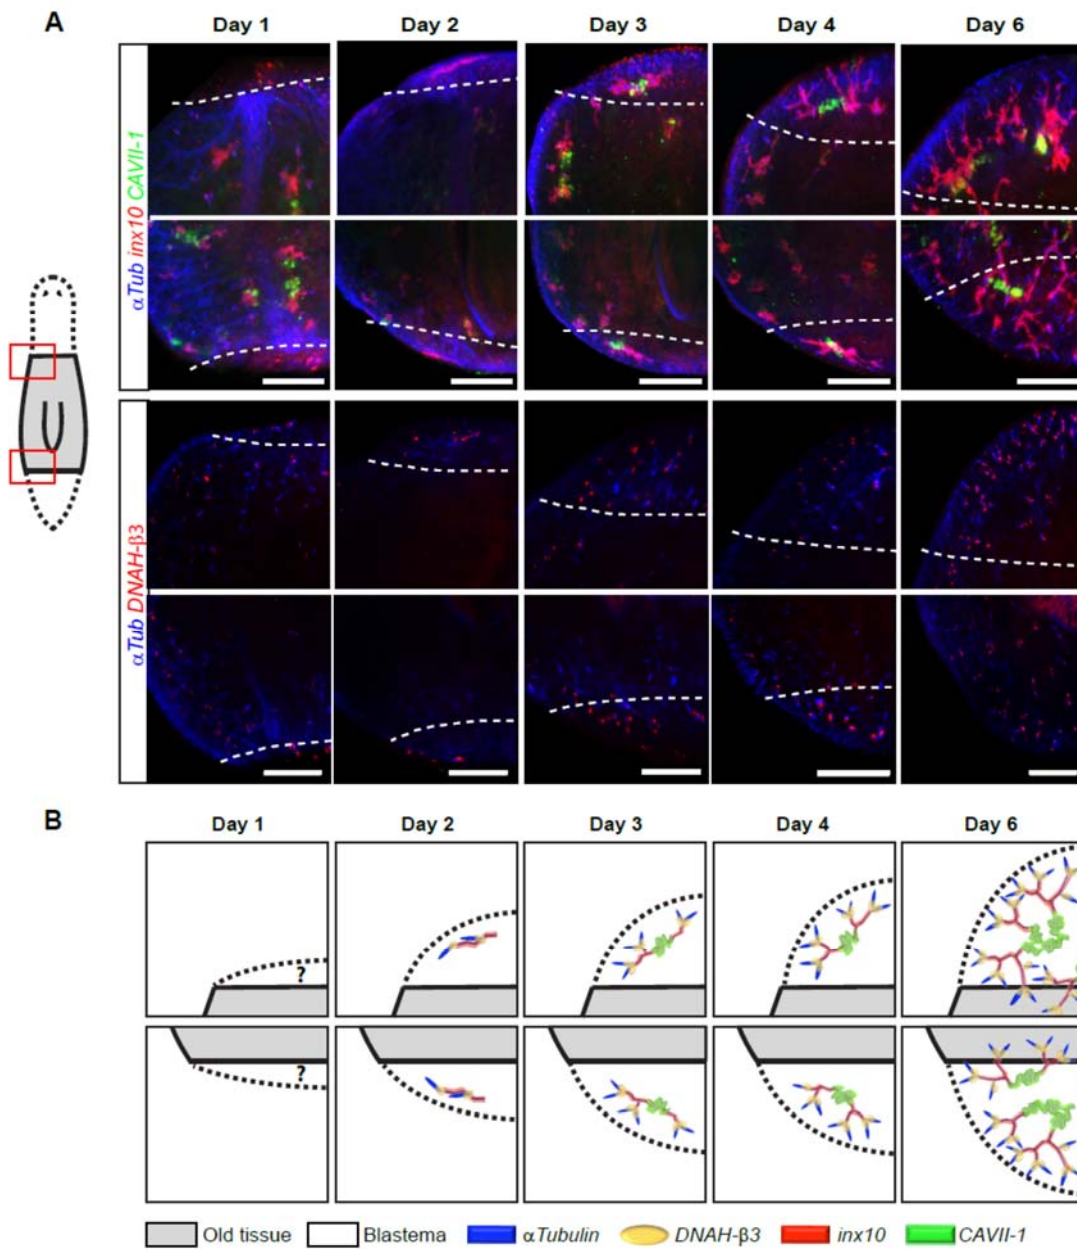 A
Day 1 Day 2 Day 3 Day 4 Day 6
αTub inx10 CAVII-1
αTub DNAH-β3
B
Day 1 Day 2 Day 3 Day 4 Day 6
?
?
Old tissue Blastema αTubulin DNAH-β3 inx10 CAVII-1